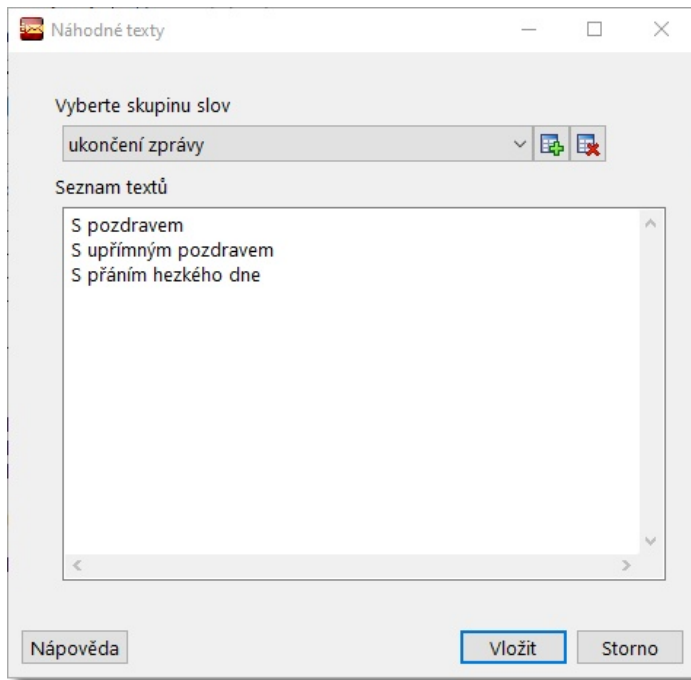 Náhodné texty
Vyberte skupinu slov
ukončení zprávy
Seznam textů
S pozdravem
S upřímným pozdravem
S přáním hezkého dne
Nápověda
Vložit
Storno